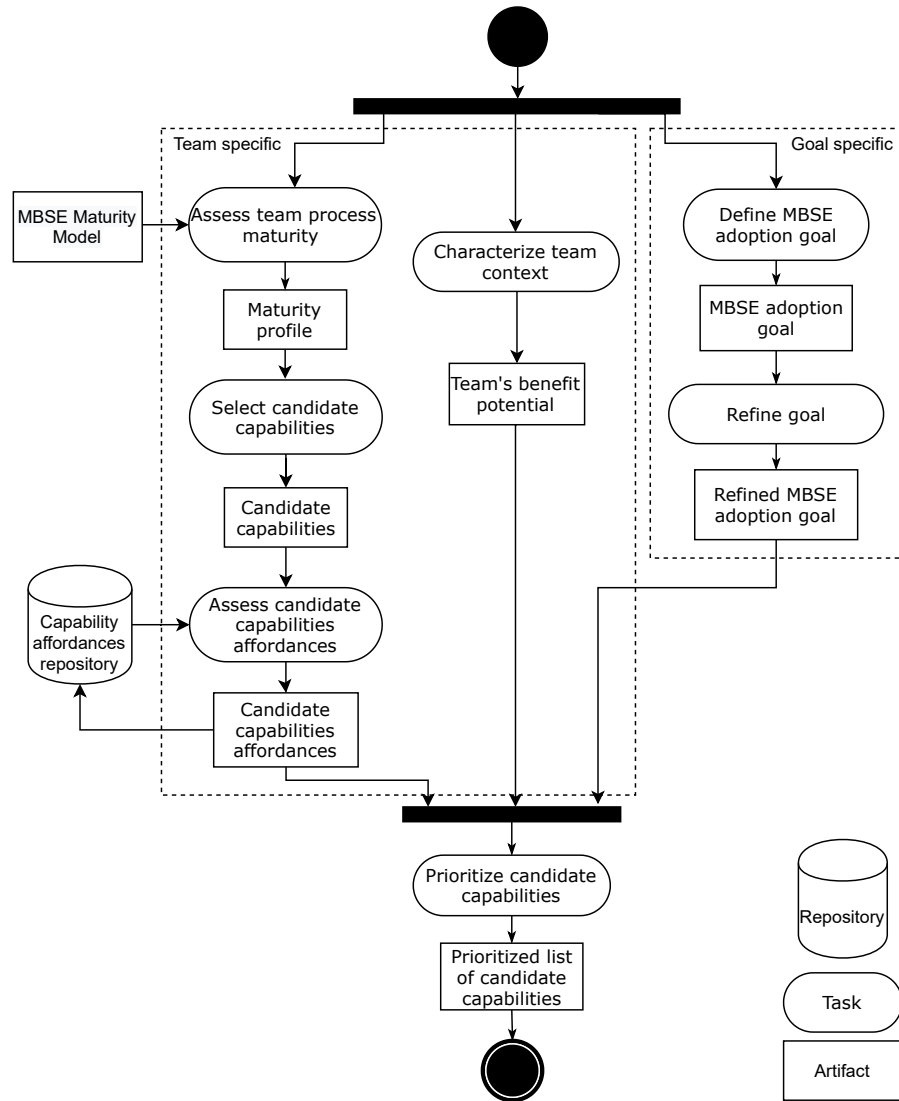 Team specific
Goal specific
MBSE Maturity
Model
Assess team process
maturity
Define MBSE
adoption goal
Characterize team
context
Maturity
profile
MBSE adoption
goal
Team's benefit
potential
Select candidate
capabilities
Refine goal
Candidate
capabilities
Refined MBSE
adoption goal
Capability
affordances
repository
Assess candidate
capabilities
affordances
Candidate
capabilities
affordances
Prioritize candidate
capabilities
Prioritized list
of candidate
capabilities
Repository
Task
Artifact